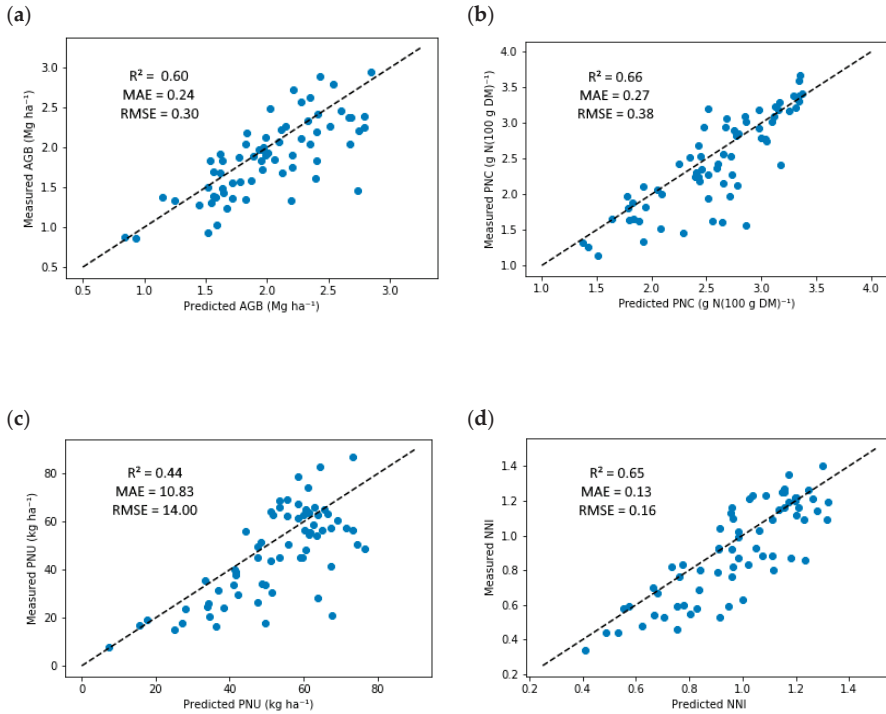 (a)
R² = 0.60
MAE = 0.24
RMSE = 0.30
Measured AGB (Mg ha⁻¹)
3.0
2.5
2.0
1.5
1.0
0.5
0.5 1.0 1.5 2.0 2.5 3.0
Predicted AGB (Mg ha⁻¹)
(b)
R² = 0.66
MAE = 0.27
RMSE = 0.38
Measured PNC (g N(100 g DM)⁻¹)
4.0
3.5
3.0
2.5
2.0
1.5
1.0
1.0 1.5 2.0 2.5 3.0 3.5 4.0
Predicted PNC (g N(100 g DM)⁻¹)
(c)
R² = 0.44
MAE = 10.83
RMSE = 14.00
Measured PNU (kg ha⁻¹)
80
60
40
20
0
0 20 40 60 80
Predicted PNU (kg ha⁻¹)
(d)
R² = 0.65
MAE = 0.13
RMSE = 0.16
Measured NNI
1.4
1.2
1.0
0.8
0.6
0.4
0.2
0.2 0.4 0.6 0.8 1.0 1.2 1.4
Predicted NNI